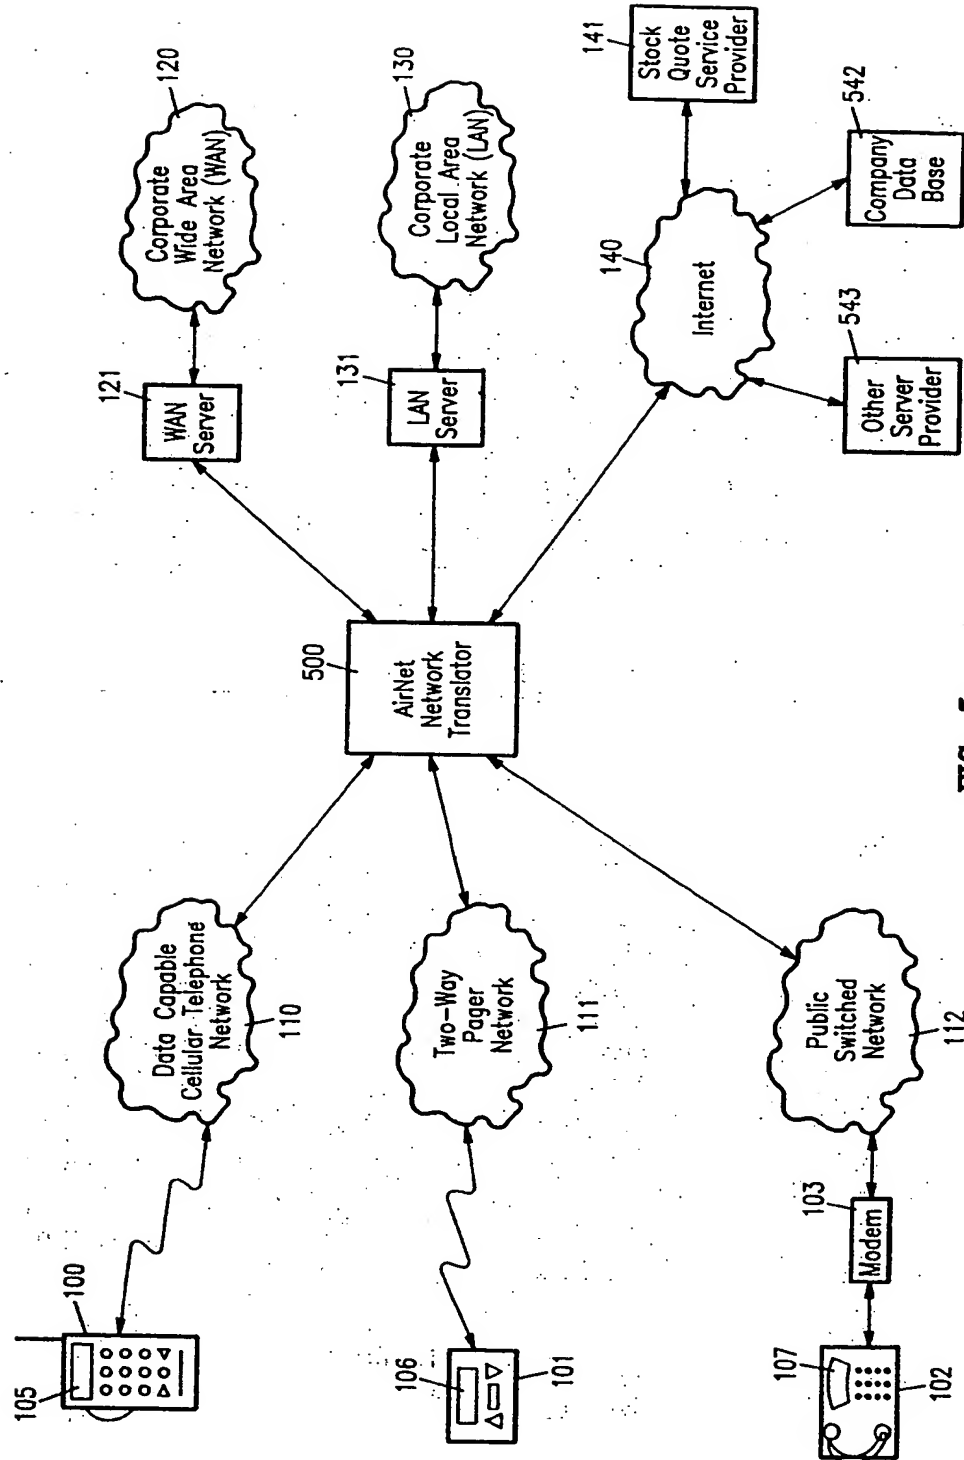 105
100
Data Capable
Cellular Telephone
Network
110
106
101
Two-Way
Pager
Network
111
107
102
103
Modem
Public
Switched
Network
112
500
AirNet
Network
Translator
121
WAN
Server
120
Corporate
Wide Area
Network (WAN)
131
LAN
Server
130
Corporate
Local Area
Network (LAN)
140
Internet
141
Stock
Quote
Service
Provider
542
Company
Data
Base
543
Other
Server
Provider